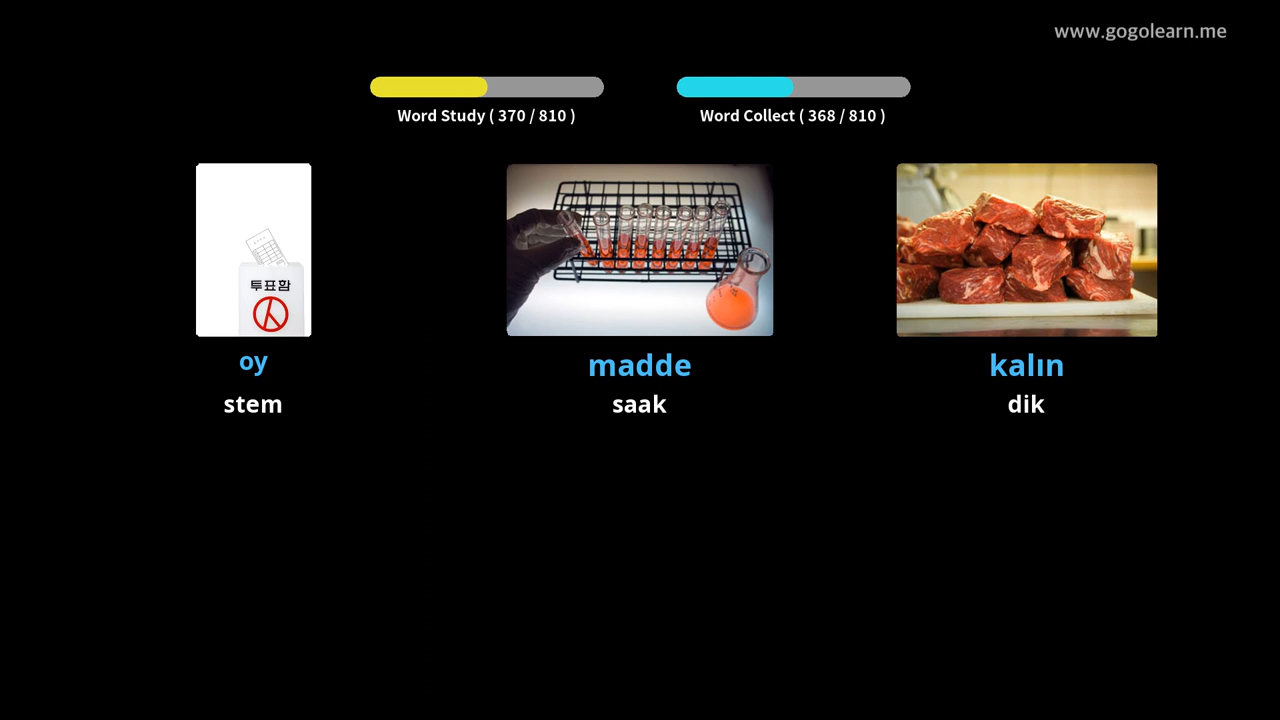 www.gogolearn.me
Word Study ( 370 / 810 )
Word Collect ( 368 / 810 )
투표함
oy
madde
kalın
stem
saak
dik